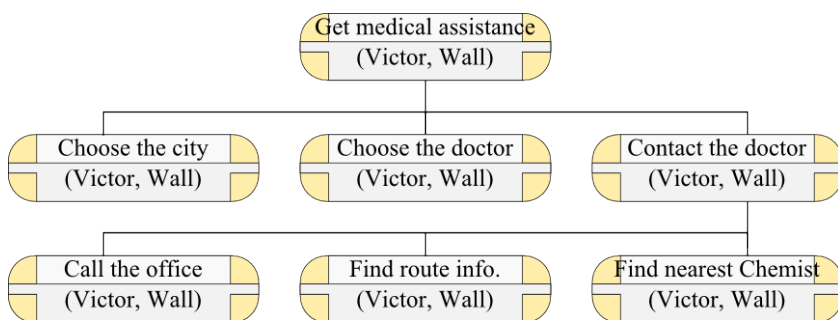 Get medical assistance
(Victor, Wall)
Choose the city
(Victor, Wall)
Choose the doctor
(Victor, Wall)
Contact the doctor
(Victor, Wall)
Call the office
(Victor, Wall)
Find route info.
(Victor, Wall)
Find nearest Chemist
(Victor, Wall)